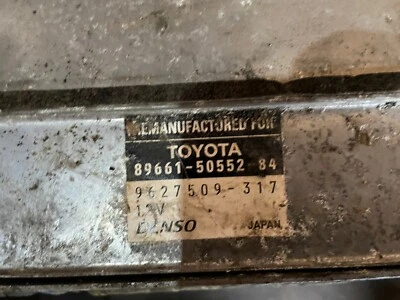 REMANUFACTURED FOR
TOYOTA
89661-50552-84
9627509-317
12V
DENSO JAPAN